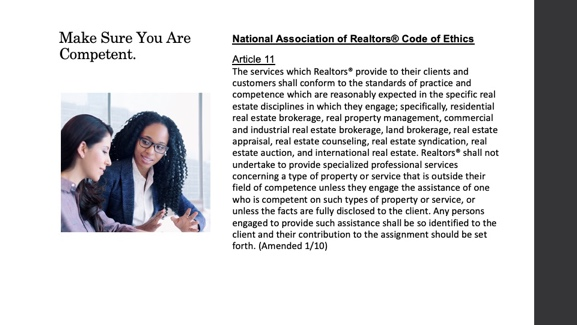 Make Sure You Are
Competent.
National Association of Realtors® Code of Ethics
Article 11
The services which Realtors® provide to their clients and
customers shall conform to the standards of practice and
competence which are reasonably expected in the specific real
estate disciplines in which they engage; specifically, residential
real estate brokerage, real property management, commercial
and industrial real estate brokerage, land brokerage, real estate
appraisal, real estate counseling, real estate syndication, real
estate auction, and international real estate. Realtors® shall not
undertake to provide specialized professional services
concerning a type of property or service that is outside their
field of competence unless they engage the assistance of one
who is competent on such types of property or service, or
unless the facts are fully disclosed to the client. Any persons
engaged to provide such assistance shall be so identified to the
client and their contribution to the assignment should be set
forth. (Amended 1/10)